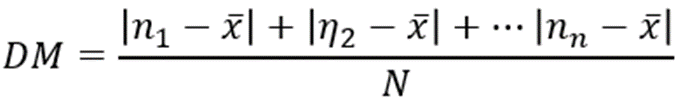 DM = |n₁ − x̄| + |η₂ − x̄| + ⋯ |nₙ − x̄| / N